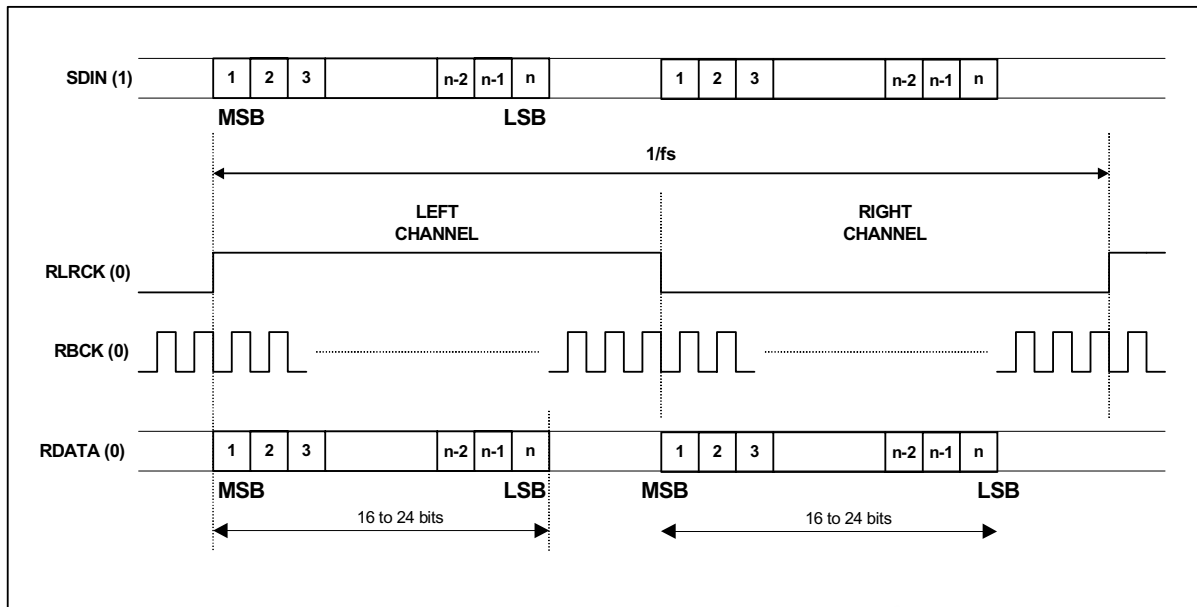 SDIN (1) 1 2 3 n-2 n-1 n 1 2 3 n-2 n-1 n
MSB LSB
1/fs
LEFT CHANNEL
RIGHT CHANNEL
RLRCK (0)
RBCK (0)
RDATA (0) 1 2 3 n-2 n-1 n 1 2 3 n-2 n-1 n
MSB LSB MSB LSB
16 to 24 bits 16 to 24 bits